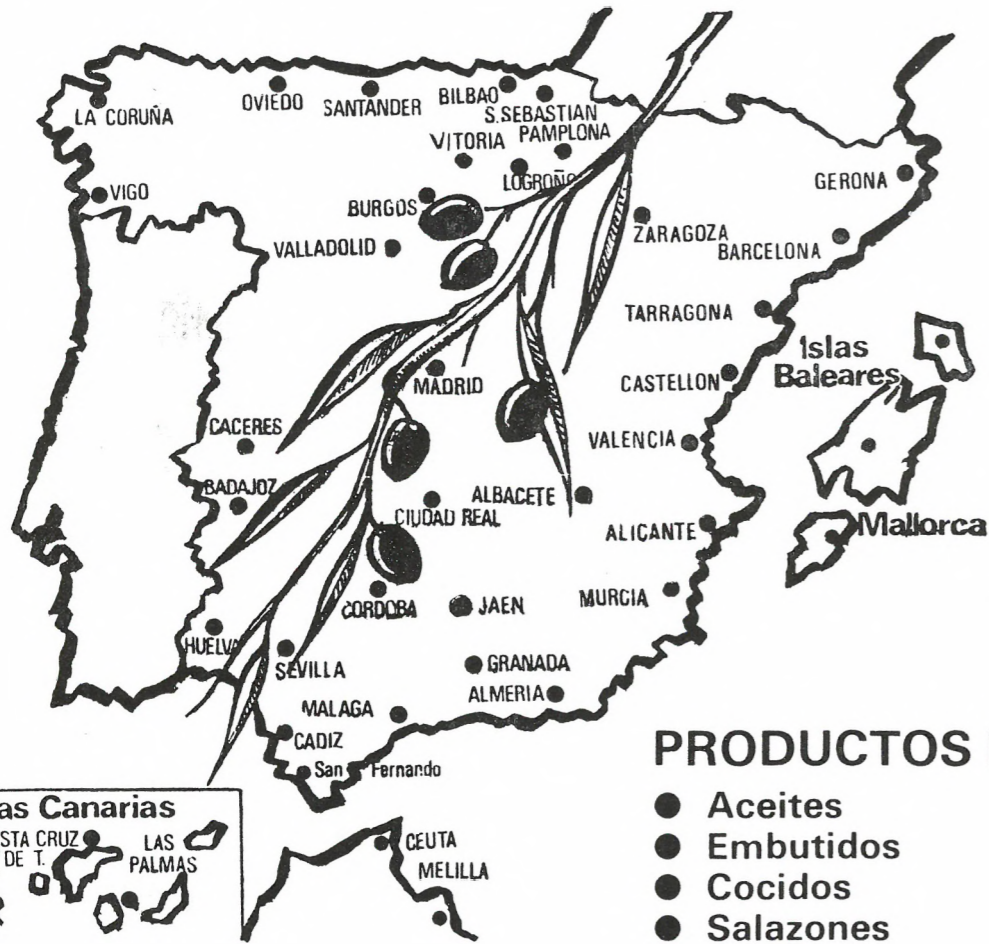 LA CORUÑA
OVIEDO
SANTANDER
BILBAO
S.SEBASTIAN
PAMPLONA
VITORIA
LOGROÑO
VIGO
BURGOS
GERONA
VALLADOLID
ZARAGOZA
BARCELONA
TARRAGONA
Islas
Baleares
MADRID
CASTELLON
CACERES
VALENCIA
BADAJOZ
ALBACETE
CIUDAD REAL
ALICANTE
Mallorca
CORDOBA
JAEN
MURCIA
HUELVA
SEVILLA
GRANADA
ALMERIA
MALAGA
CADIZ
San Fernando
as Canarias
STA CRUZ
DE T.
LAS
PALMAS
CEUTA
MELILLA
PRODUCTOS
● Aceites
● Embutidos
● Cocidos
● Salazones